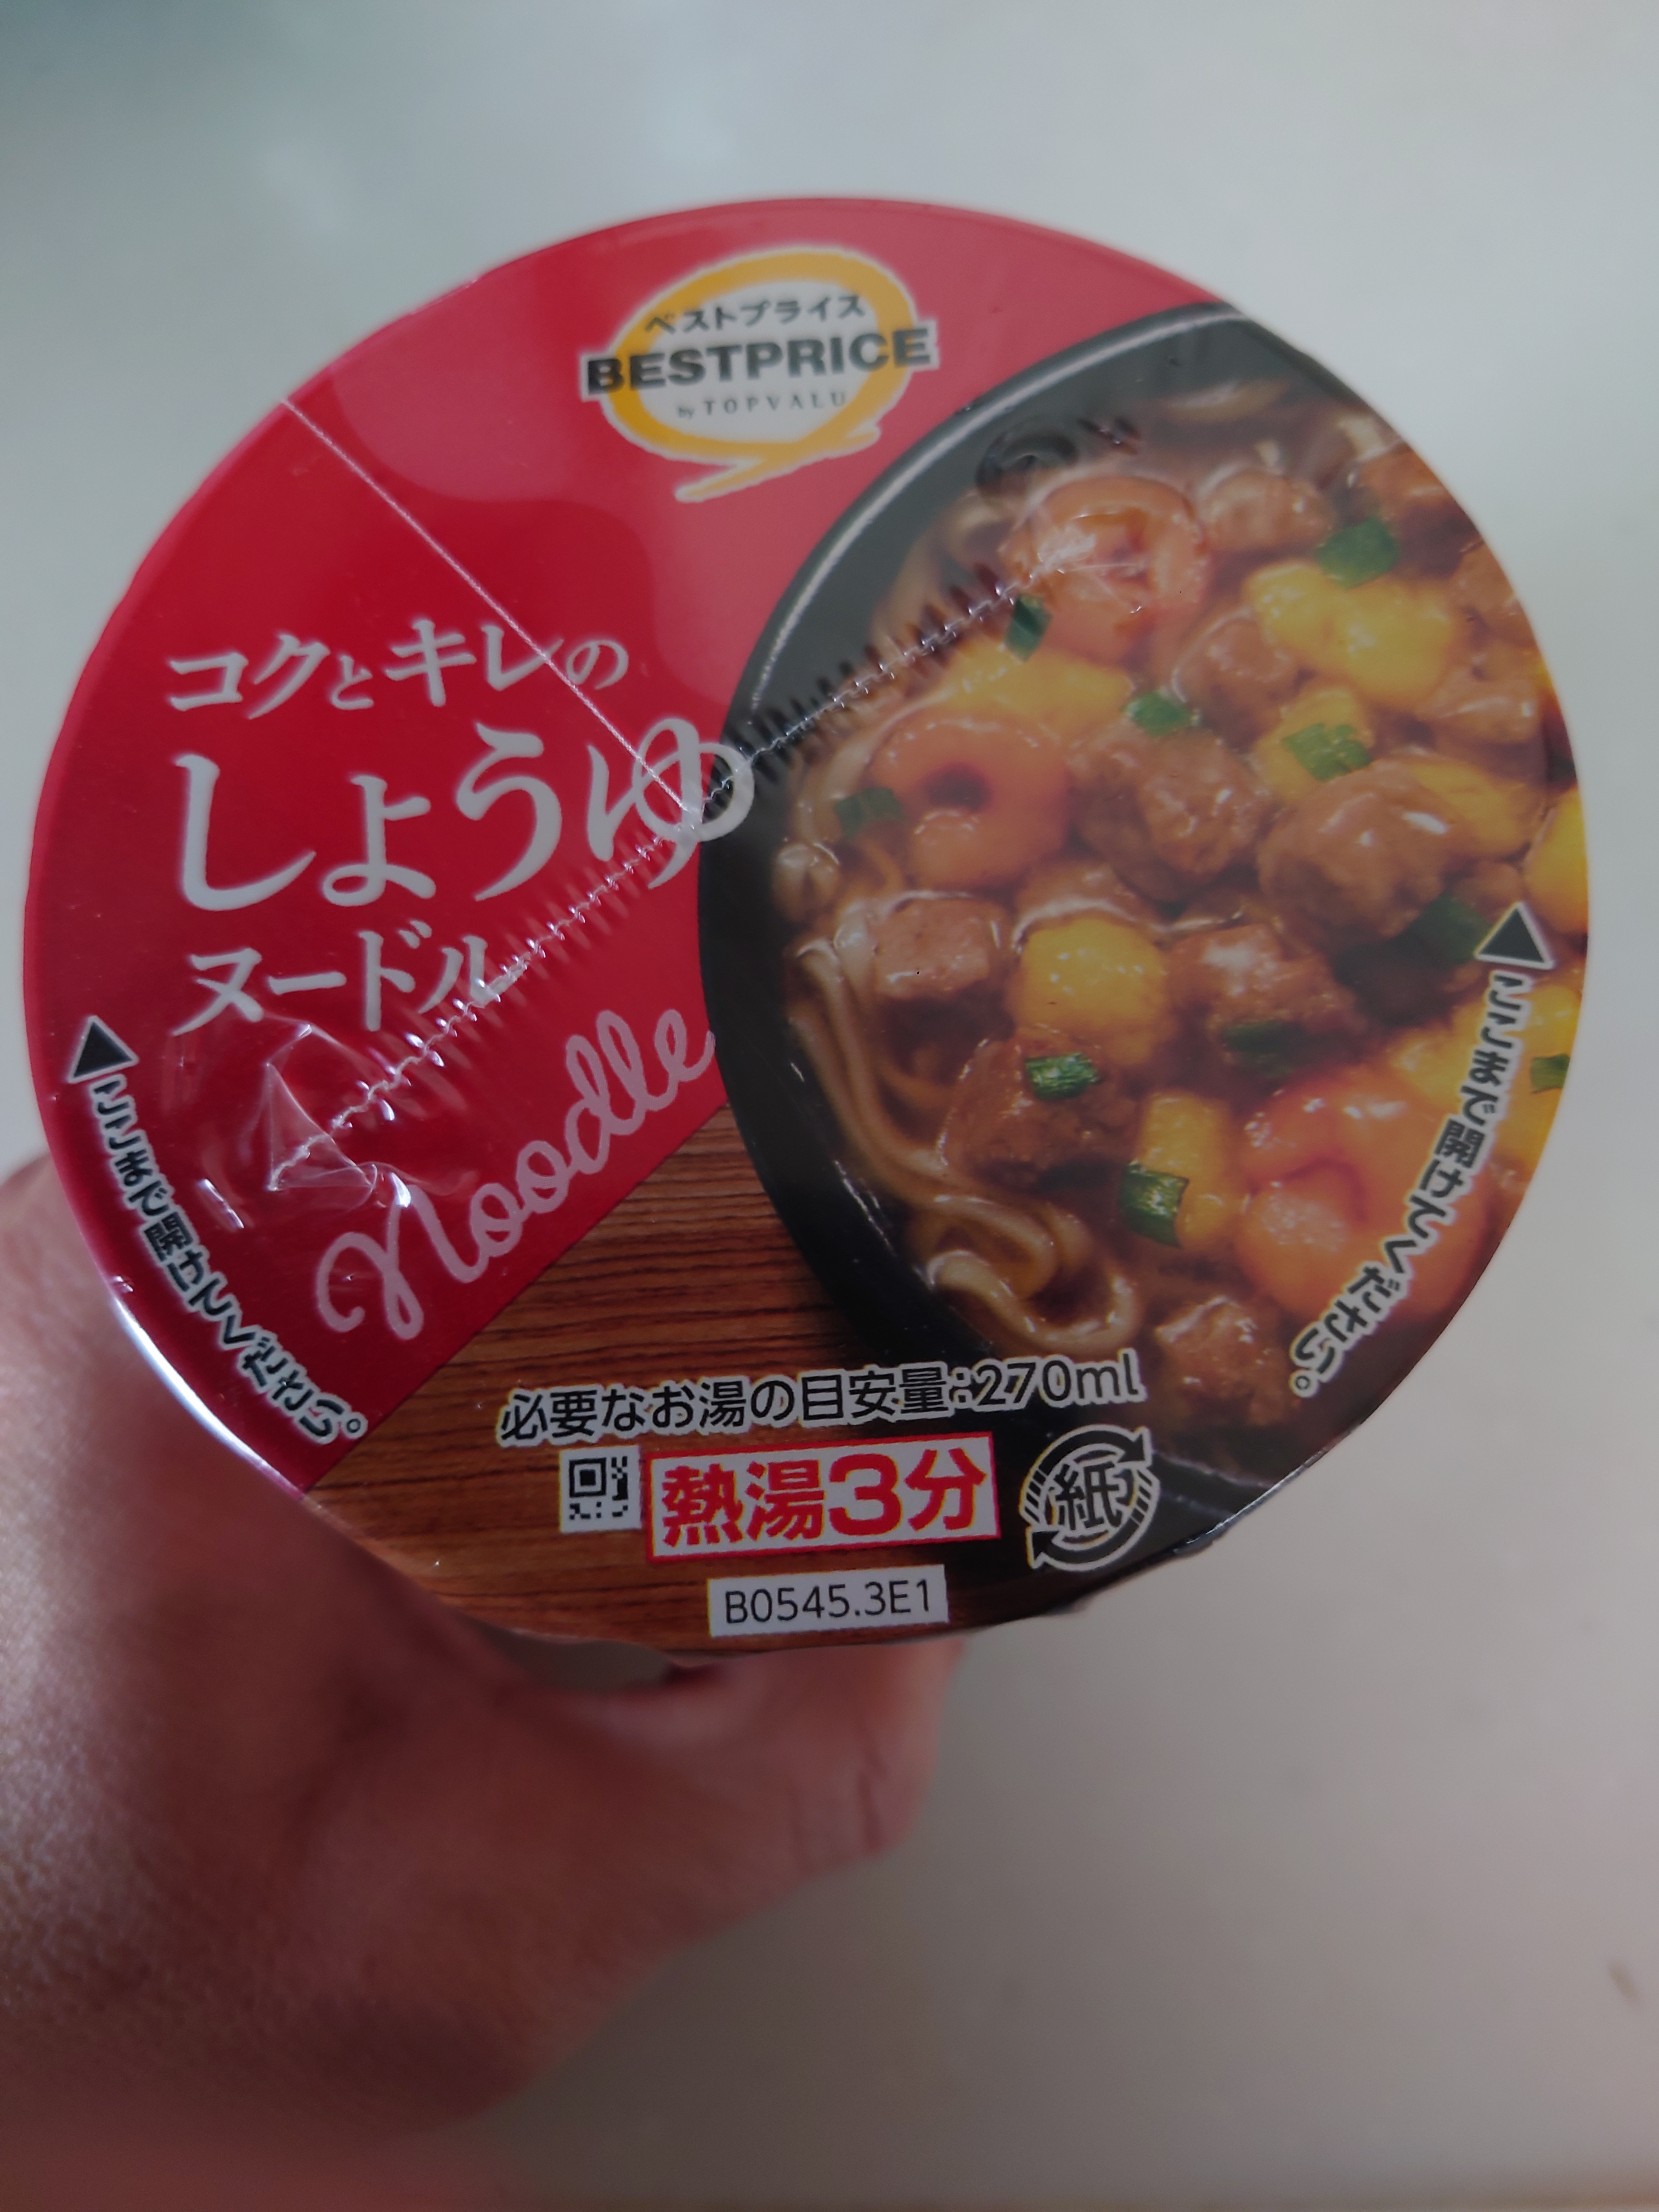 ベストプライス
BESTPRICE
by TOPVALU
コクとキレの
しょうゆ
ヌードル
Noodle
ここまで開けてください。
ここまで開けてください。
必要なお湯の目安量:270ml
熱湯3分
紙
B0545.3E1